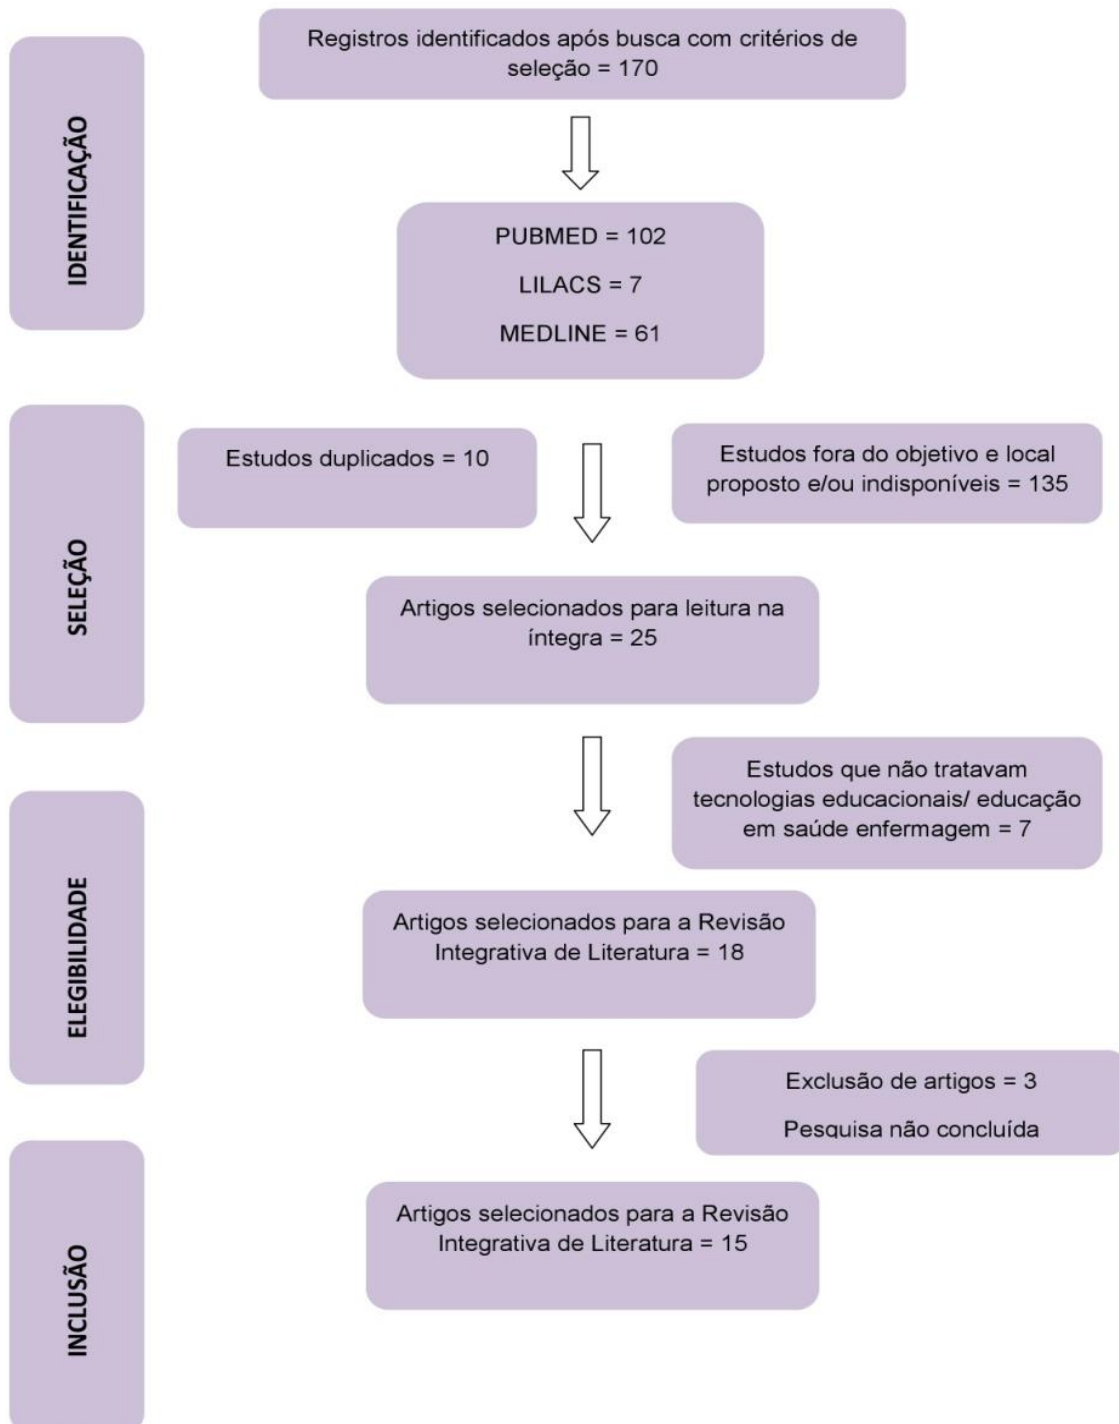 IDENTIFICAÇÃO
Registros identificados após busca com critérios de
seleção = 170
PUBMED = 102
LILACS = 7
MEDLINE = 61
SELEÇÃO
Estudos duplicados = 10
Estudos fora do objetivo e local
proposto e/ou indisponíveis = 135
Artigos selecionados para leitura na
íntegra = 25
ELEGIBILIDADE
Estudos que não tratavam
tecnologias educacionais/ educação
em saúde enfermagem = 7
Artigos selecionados para a Revisão
Integrativa de Literatura = 18
Exclusão de artigos = 3
Pesquisa não concluída
INCLUSÃO
Artigos selecionados para a Revisão
Integrativa de Literatura = 15